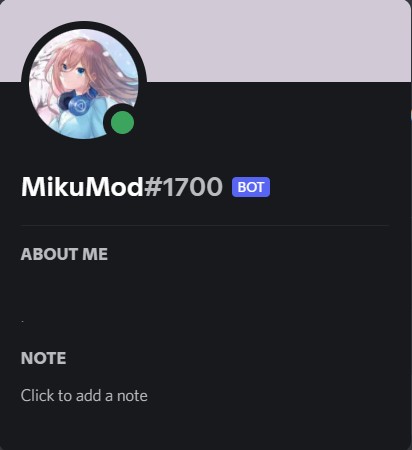 MikuMod#1700 BOT
ABOUT ME
.
NOTE
Click to add a note